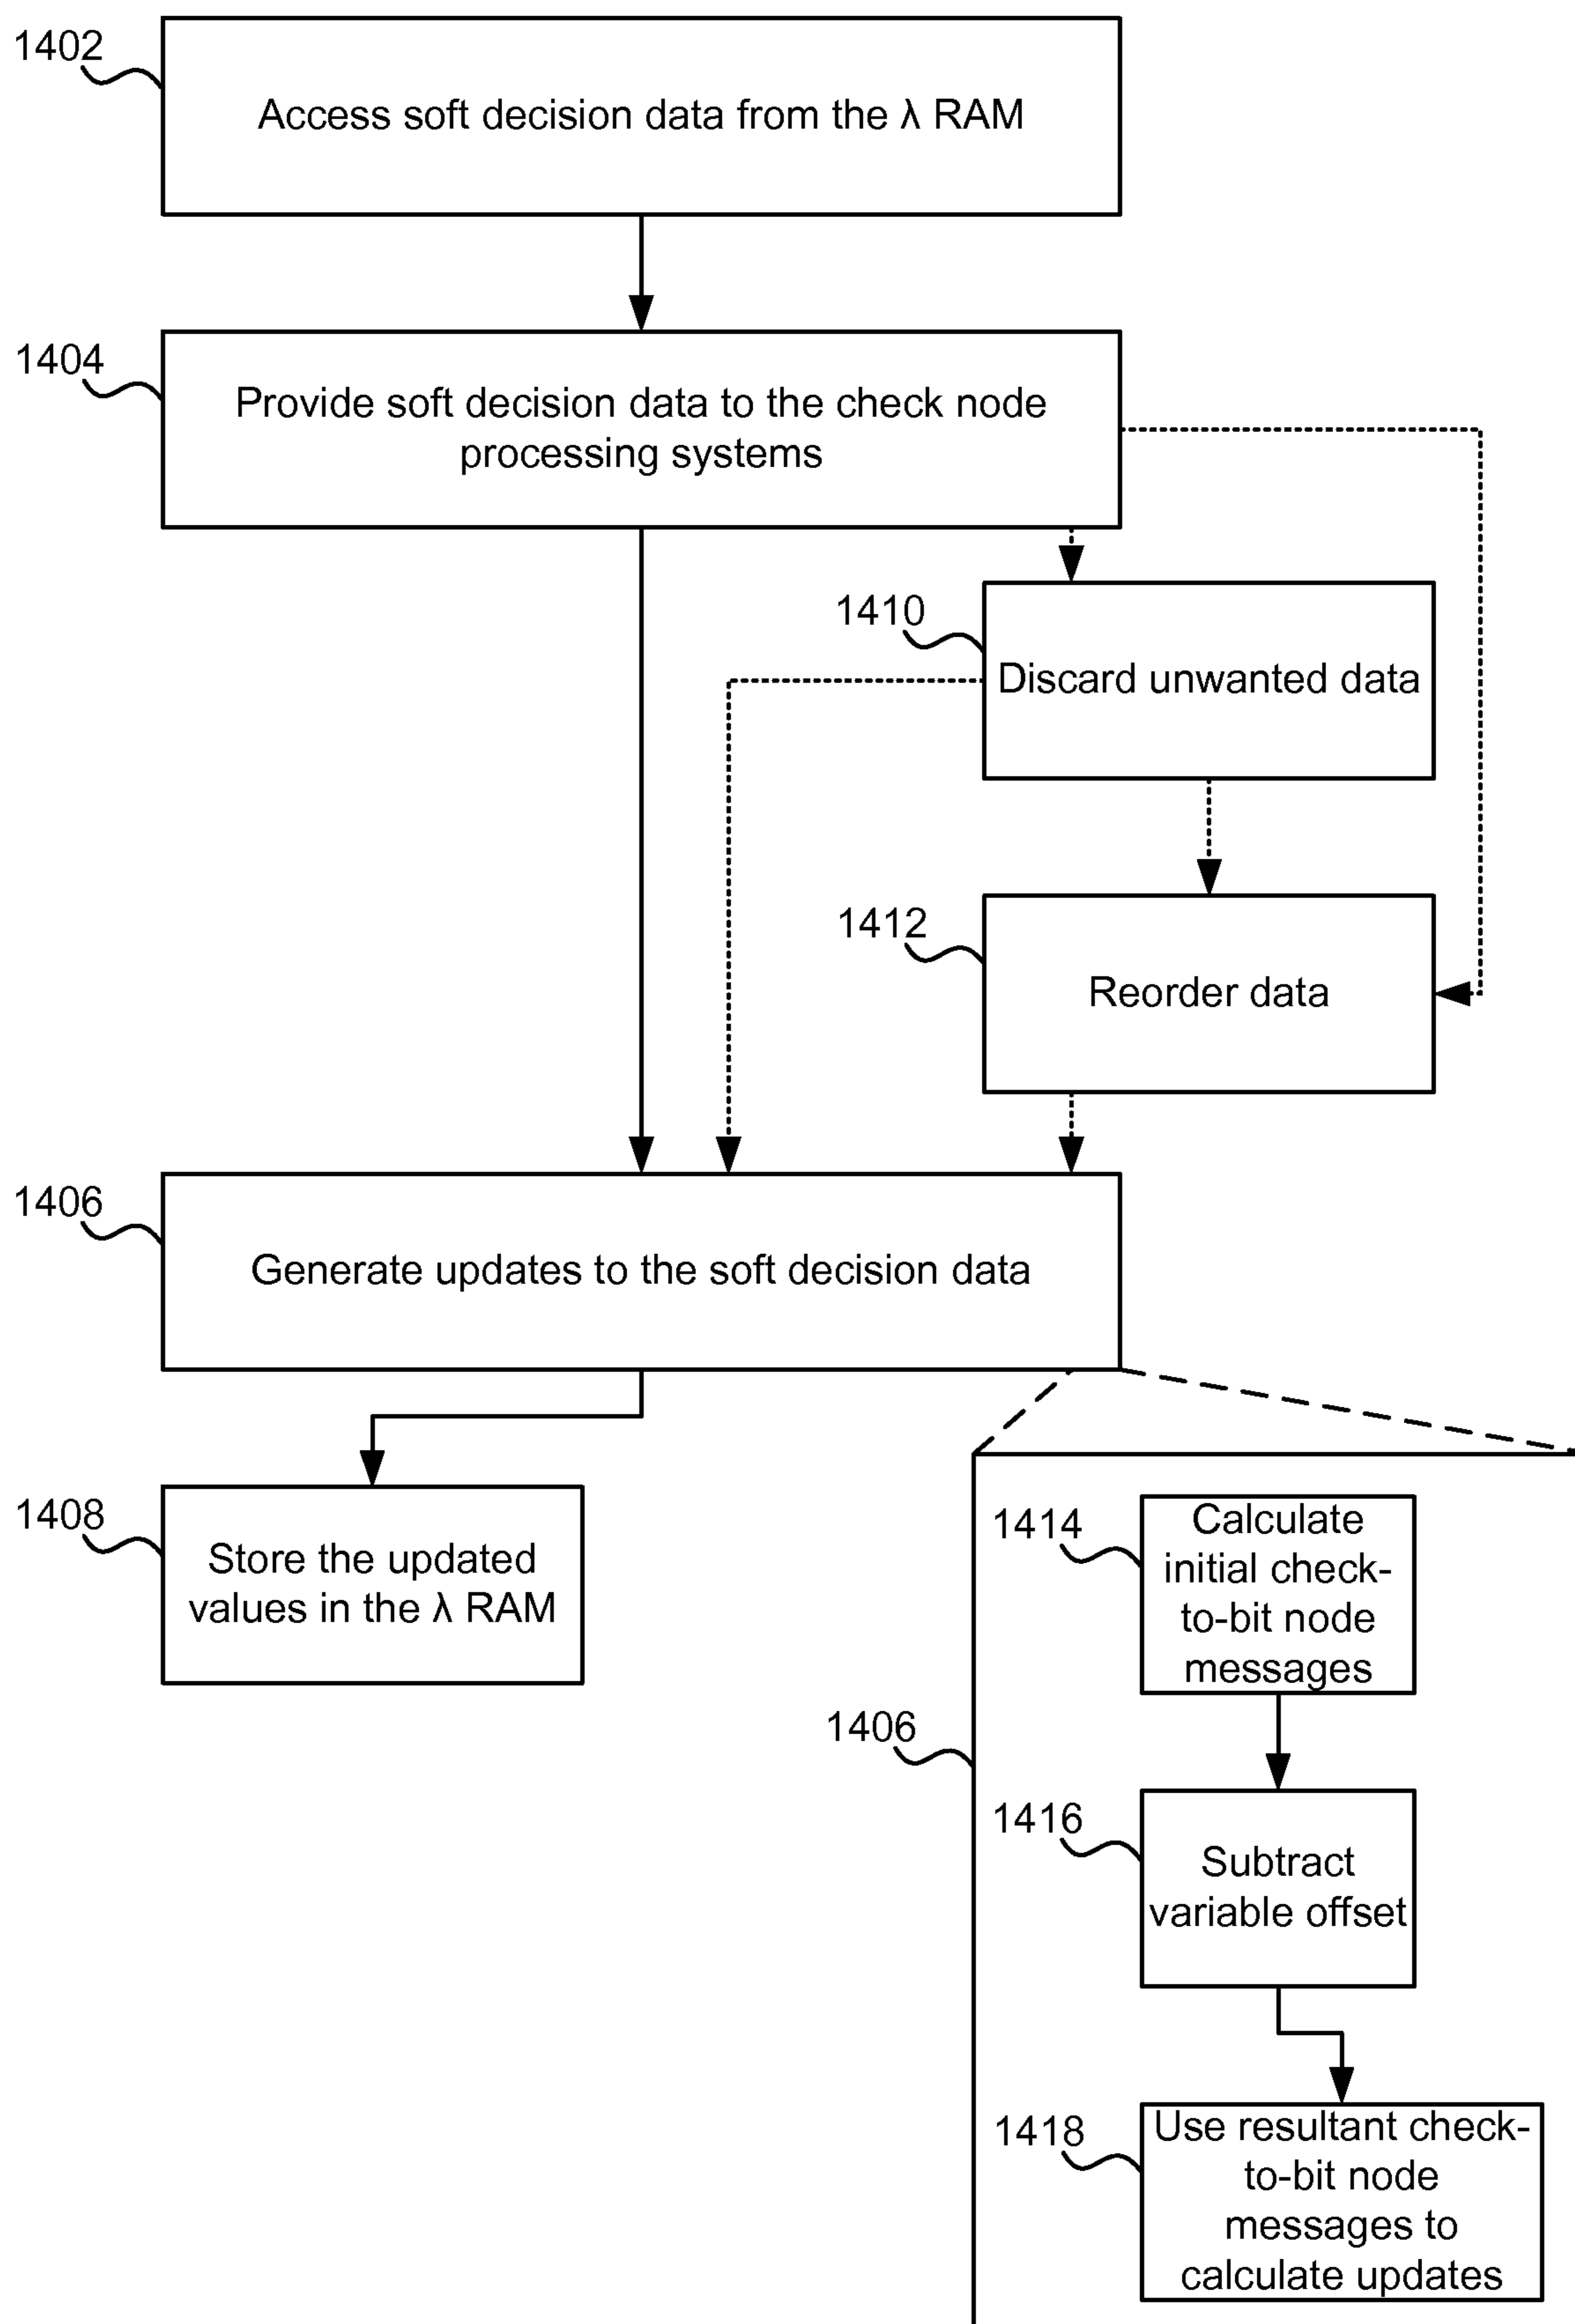 1402
Access soft decision data from the λ RAM
1404
Provide soft decision data to the check node
processing systems
1410
Discard unwanted data
1412
Reorder data
1406
Generate updates to the soft decision data
1408
Store the updated
values in the λ RAM
1406
1414
Calculate
initial check-
to-bit node
messages
1416
Subtract
variable offset
1418
Use resultant check-
to-bit node
messages to
calculate updates